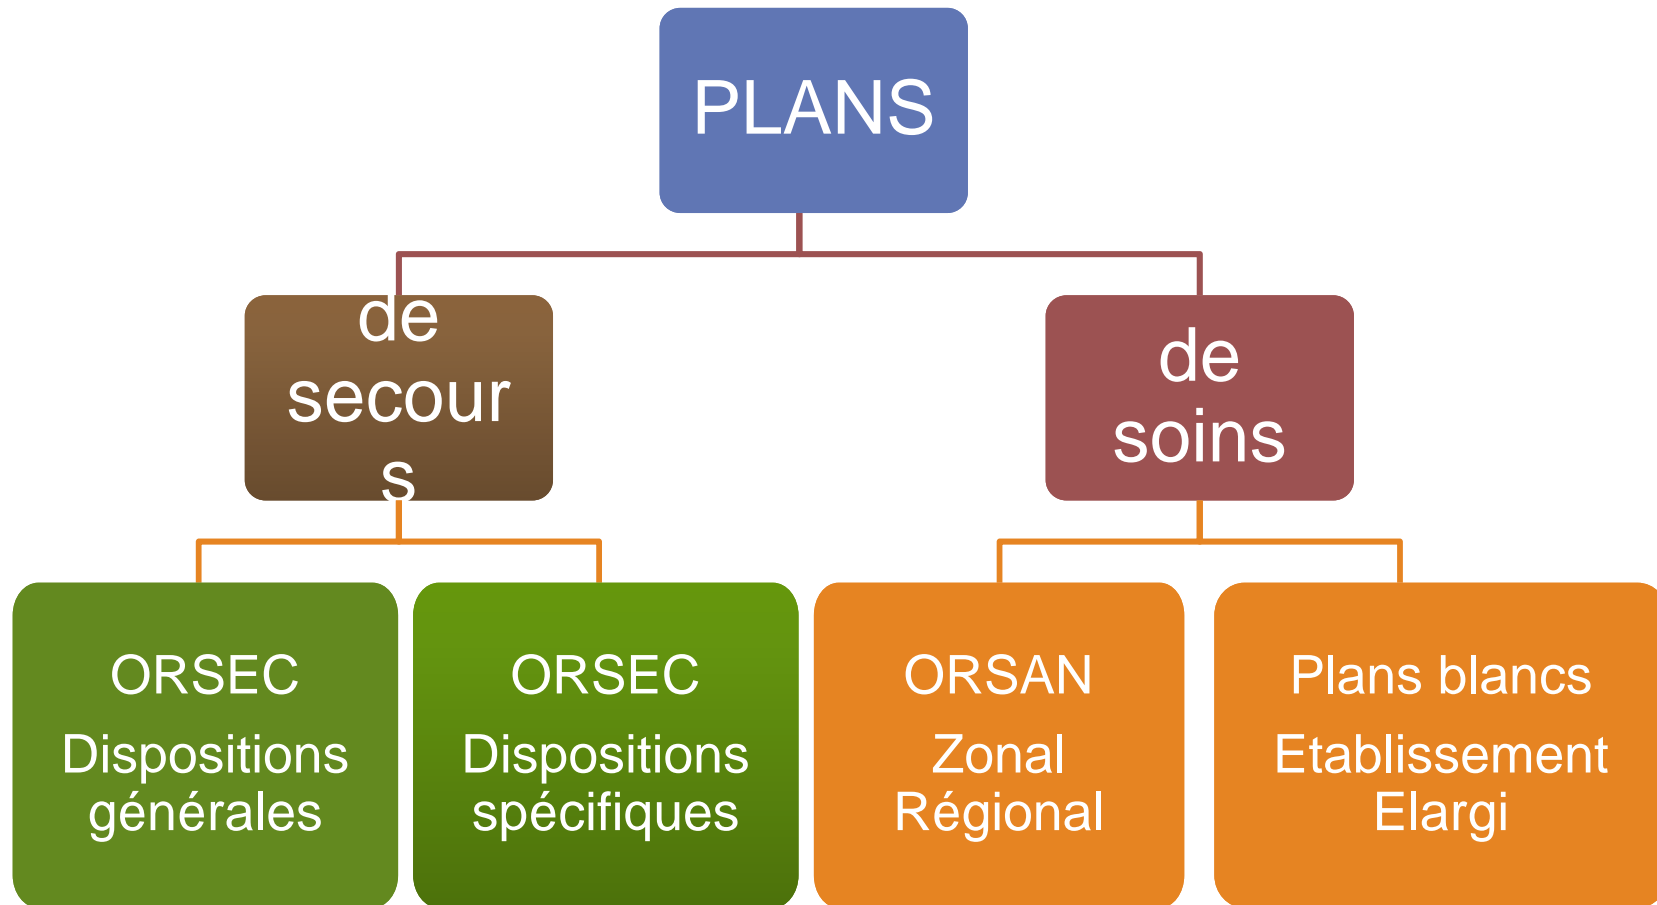 PLANS
de
secour
s
de
soins
ORSEC
Dispositions
générales
ORSEC
Dispositions
spécifiques
ORSAN
Zonal
Régional
Plans blancs
Etablissement
Elargi